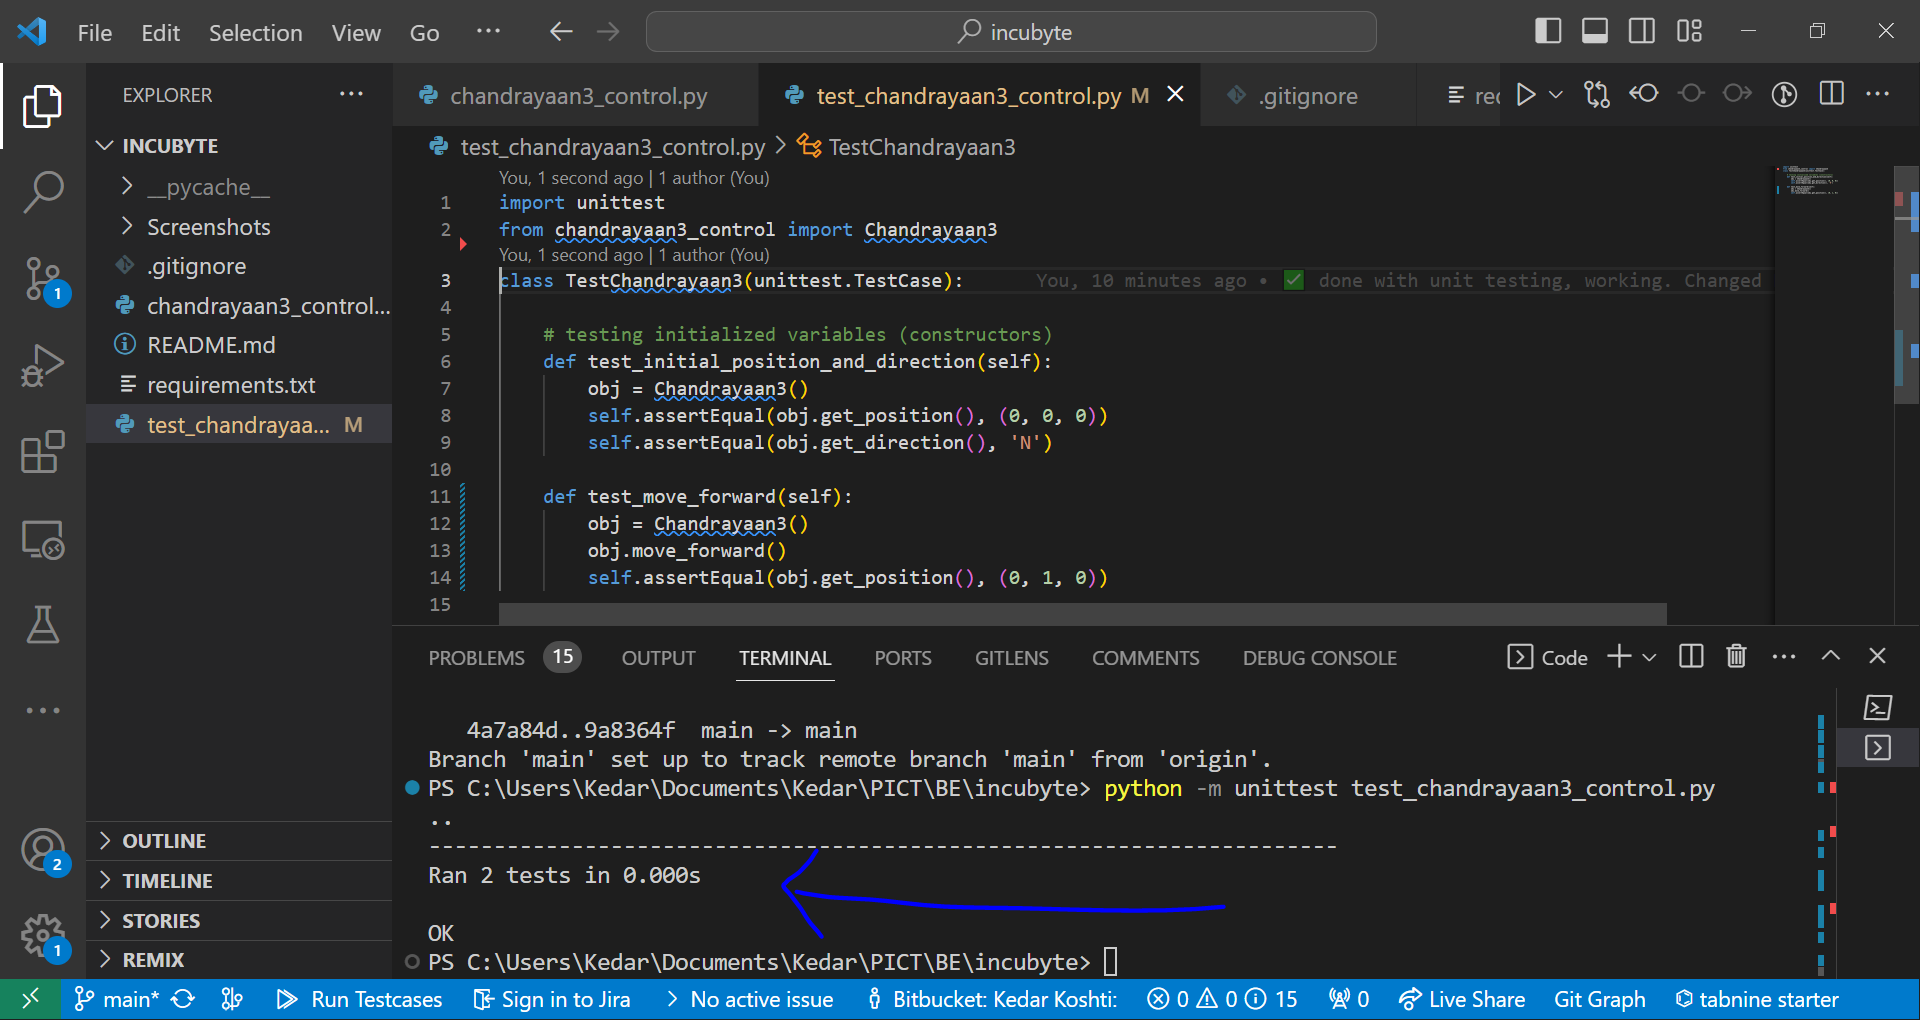 File Edit Selection View Go ... incubyte
EXPLORER ...
INCUBYTE
__pycache__
Screenshots
.gitignore
chandrayaan3_control...
README.md
requirements.txt
test_chandrayaa... M
OUTLINE
TIMELINE
STORIES
REMIX
1
2
1
chandrayaan3_control.py test_chandrayaan3_control.py M .gitignore rec
test_chandrayaan3_control.py > TestChandrayaan3
You, 1 second ago | 1 author (You)
1 import unittest
2 from chandrayaan3_control import Chandrayaan3
You, 1 second ago | 1 author (You)
3 class TestChandrayaan3(unittest.TestCase): You, 10 minutes ago • ✅ done with unit testing, working. Changed
4
5 # testing initialized variables (constructors)
6 def test_initial_position_and_direction(self):
7 obj = Chandrayaan3()
8 self.assertEqual(obj.get_position(), (0, 0, 0))
9 self.assertEqual(obj.get_direction(), 'N')
10
11 def test_move_forward(self):
12 obj = Chandrayaan3()
13 obj.move_forward()
14 self.assertEqual(obj.get_position(), (0, 1, 0))
15
PROBLEMS 15 OUTPUT TERMINAL PORTS GITLENS COMMENTS DEBUG CONSOLE Code
4a7a84d..9a8364f main -> main
Branch 'main' set up to track remote branch 'main' from 'origin'.
PS C:\Users\Kedar\Documents\Kedar\PICT\BE\incubyte> python -m unittest test_chandrayaan3_control.py
..
----------------------------------------------------------------------
Ran 2 tests in 0.000s
OK
PS C:\Users\Kedar\Documents\Kedar\PICT\BE\incubyte>
main* Run Testcases Sign in to Jira No active issue Bitbucket: Kedar Koshti: 0 0 15 0 Live Share Git Graph tabnine starter